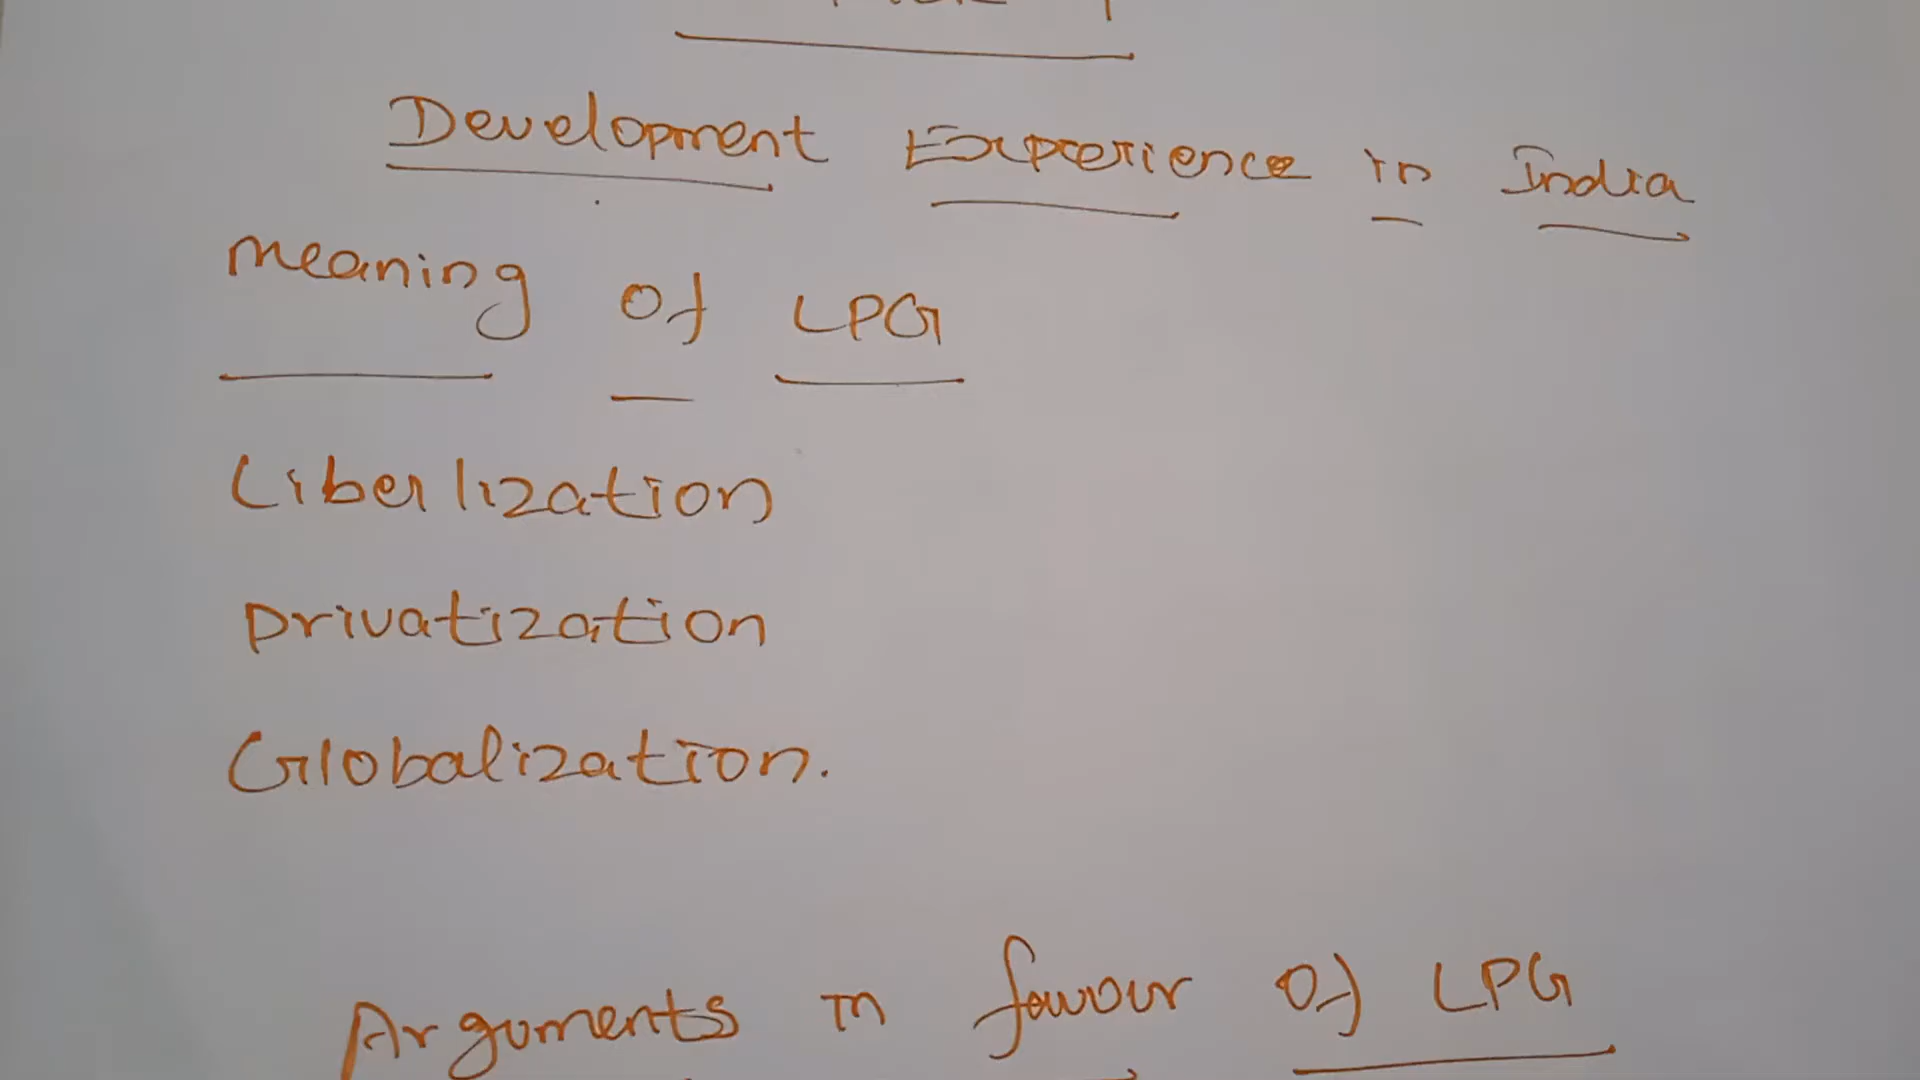 Development Experience in India
meaning of LPG
Liberlization
Privatization
Globalization.
Arguments in favour of LPG